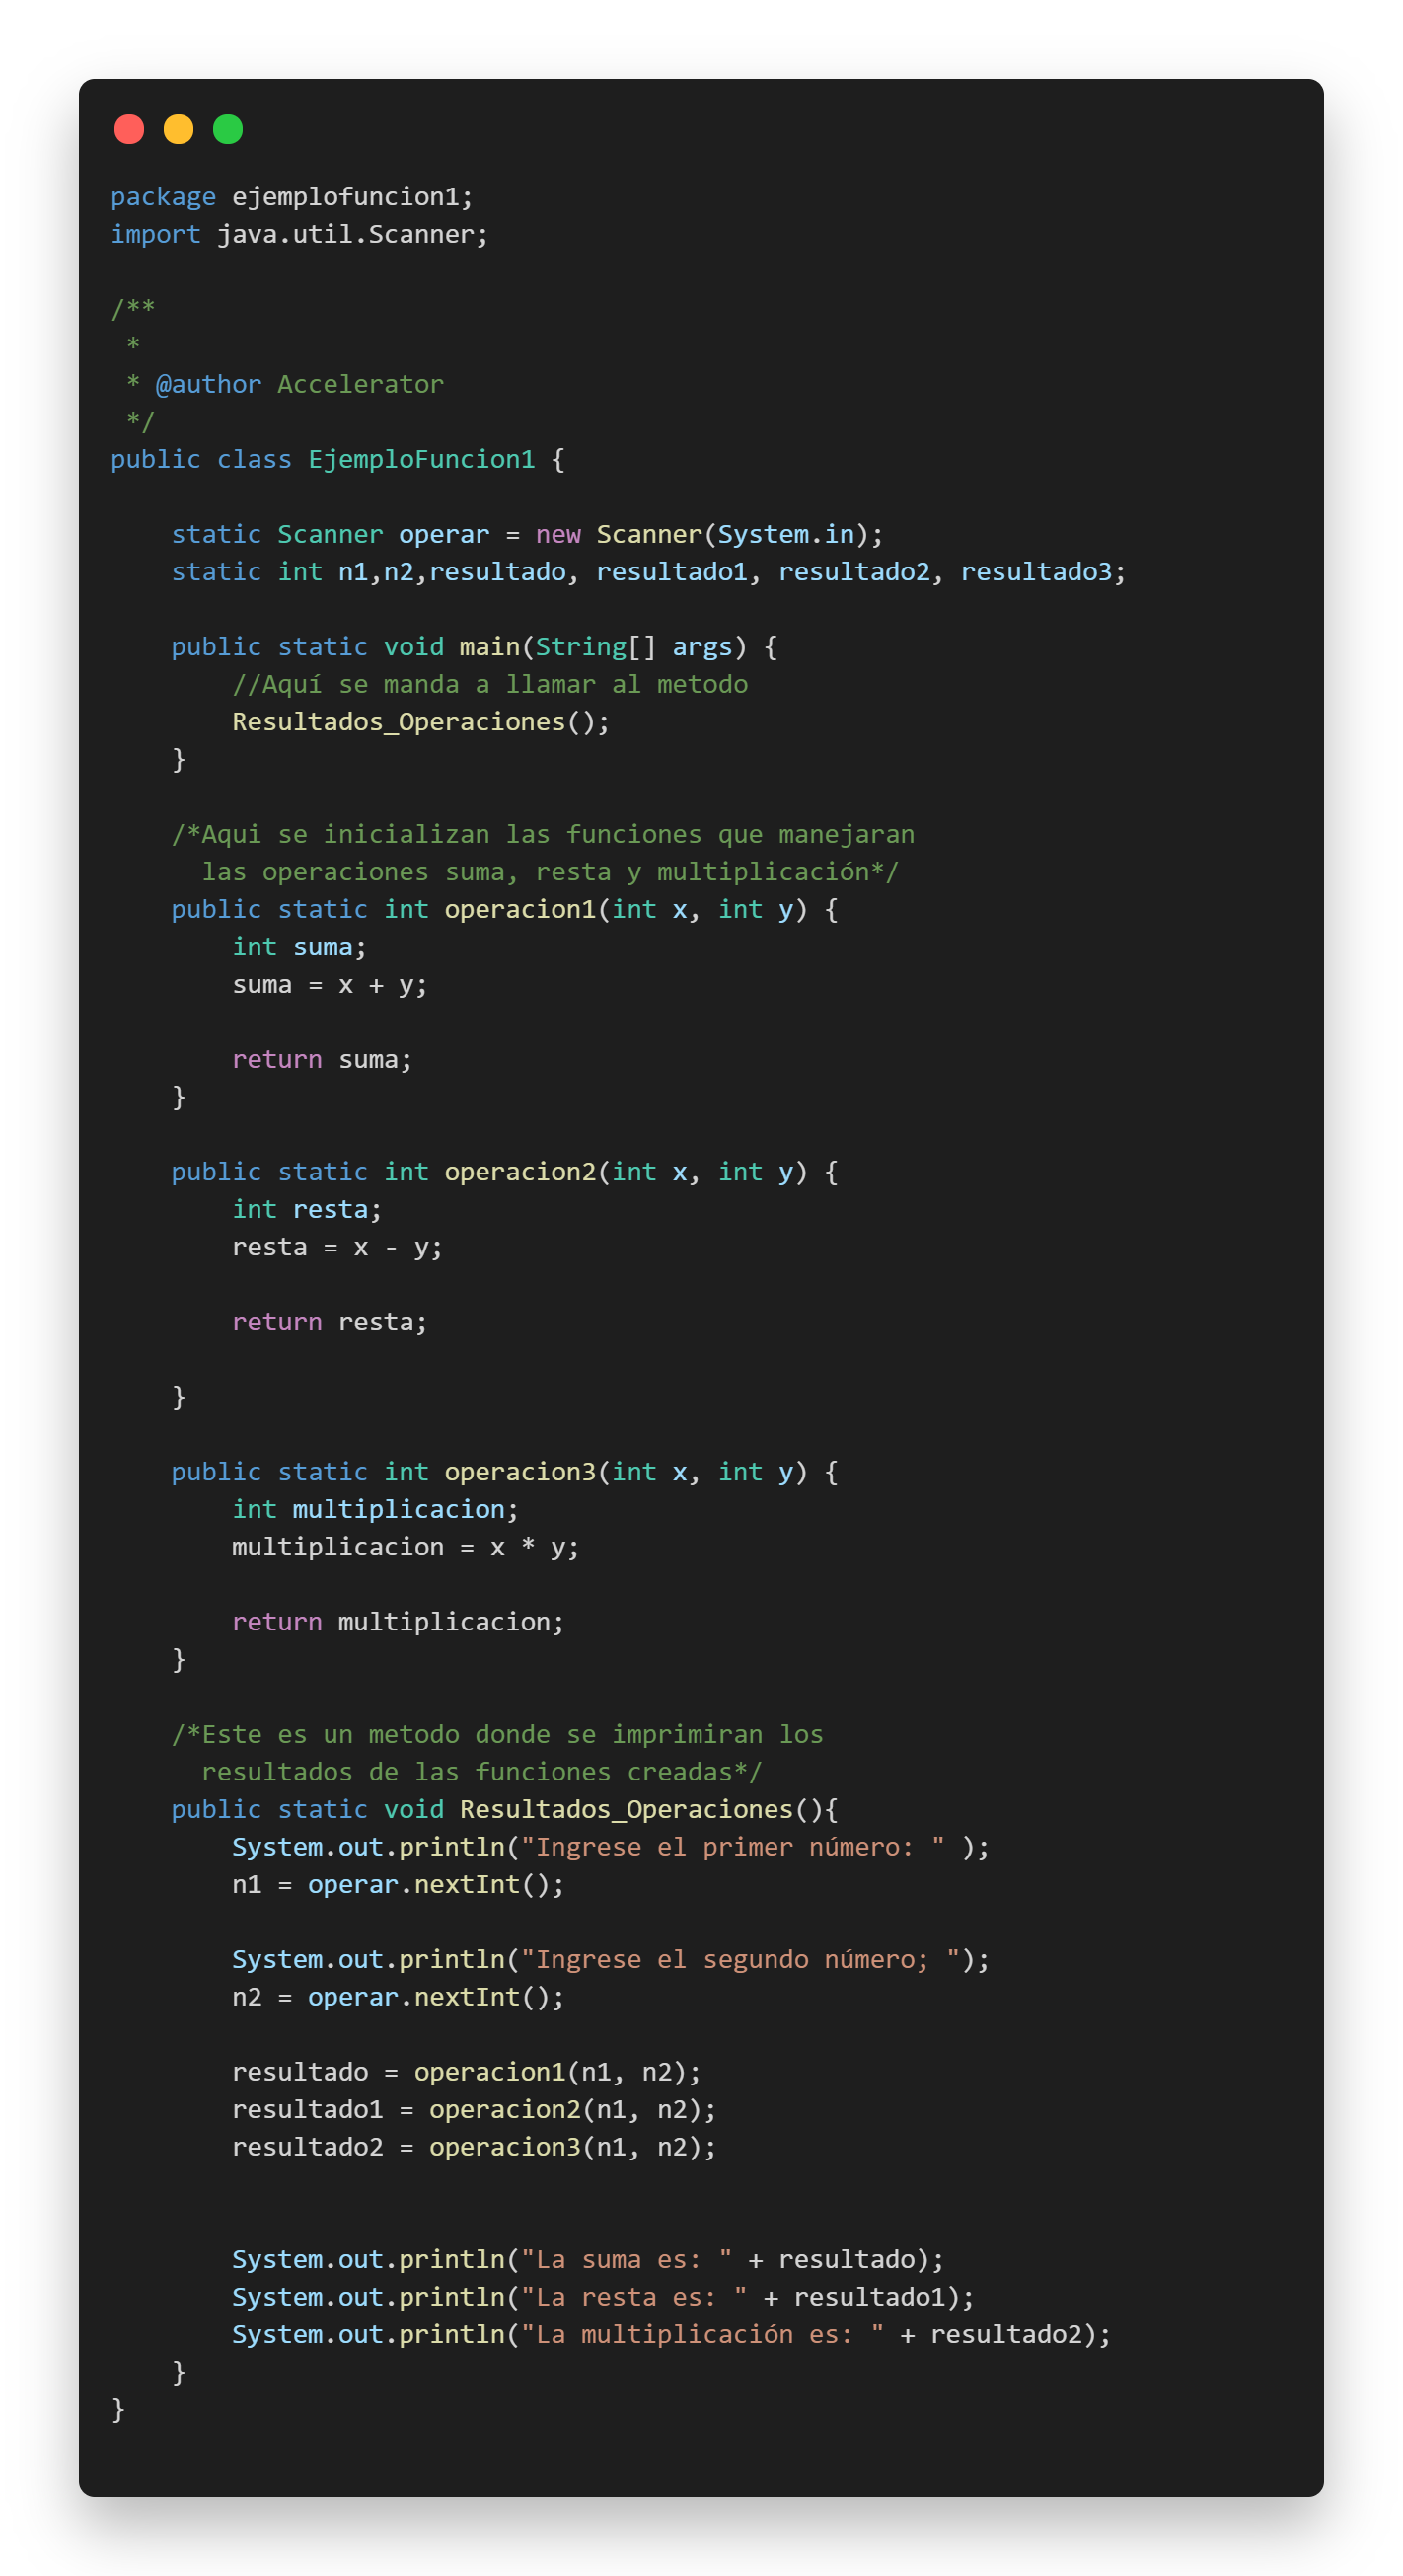 package ejemplofuncion1;
import java.util.Scanner;

/**
 *
 * @author Accelerator
 */
public class EjemploFuncion1 {

    static Scanner operar = new Scanner(System.in);
    static int n1,n2,resultado, resultado1, resultado2, resultado3;

    public static void main(String[] args) {
        //Aquí se manda a llamar al metodo
        Resultados_Operaciones();
    }

    /*Aqui se inicializan las funciones que manejaran
      las operaciones suma, resta y multiplicación*/
    public static int operacion1(int x, int y) {
        int suma;
        suma = x + y;

        return suma;
    }

    public static int operacion2(int x, int y) {
        int resta;
        resta = x - y;

        return resta;

    }

    public static int operacion3(int x, int y) {
        int multiplicacion;
        multiplicacion = x * y;

        return multiplicacion;
    }

    /*Este es un metodo donde se imprimiran los
      resultados de las funciones creadas*/
    public static void Resultados_Operaciones(){
        System.out.println("Ingrese el primer número: " );
        n1 = operar.nextInt();

        System.out.println("Ingrese el segundo número; ");
        n2 = operar.nextInt();

        resultado = operacion1(n1, n2);
        resultado1 = operacion2(n1, n2);
        resultado2 = operacion3(n1, n2);


        System.out.println("La suma es: " + resultado);
        System.out.println("La resta es: " + resultado1);
        System.out.println("La multiplicación es: " + resultado2);
    }
}